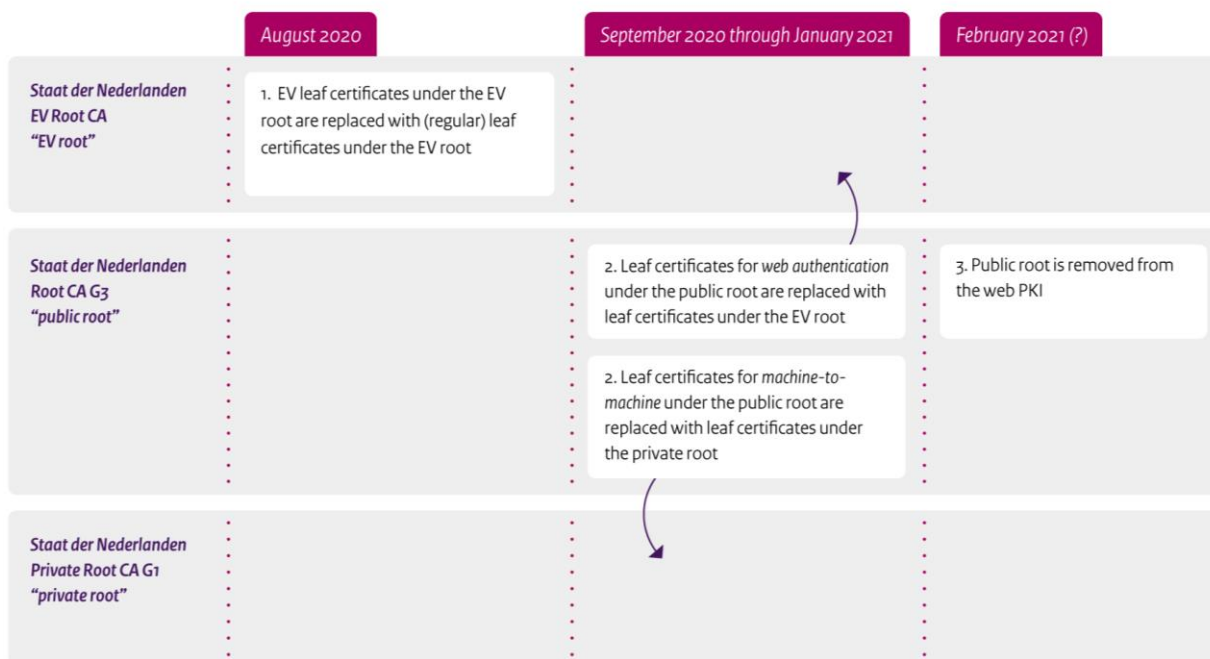 August 2020
September 2020 through January 2021
February 2021 (?)
Staat der Nederlanden
EV Root CA
“EV root”
1. EV leaf certificates under the EV
root are replaced with (regular) leaf
certificates under the EV root
Staat der Nederlanden
Root CA G3
“public root”
2. Leaf certificates for web authentication
under the public root are replaced with
leaf certificates under the EV root
3. Public root is removed from
the web PKI
2. Leaf certificates for machine-to-
machine under the public root are
replaced with leaf certificates under
the private root
Staat der Nederlanden
Private Root CA G1
“private root”